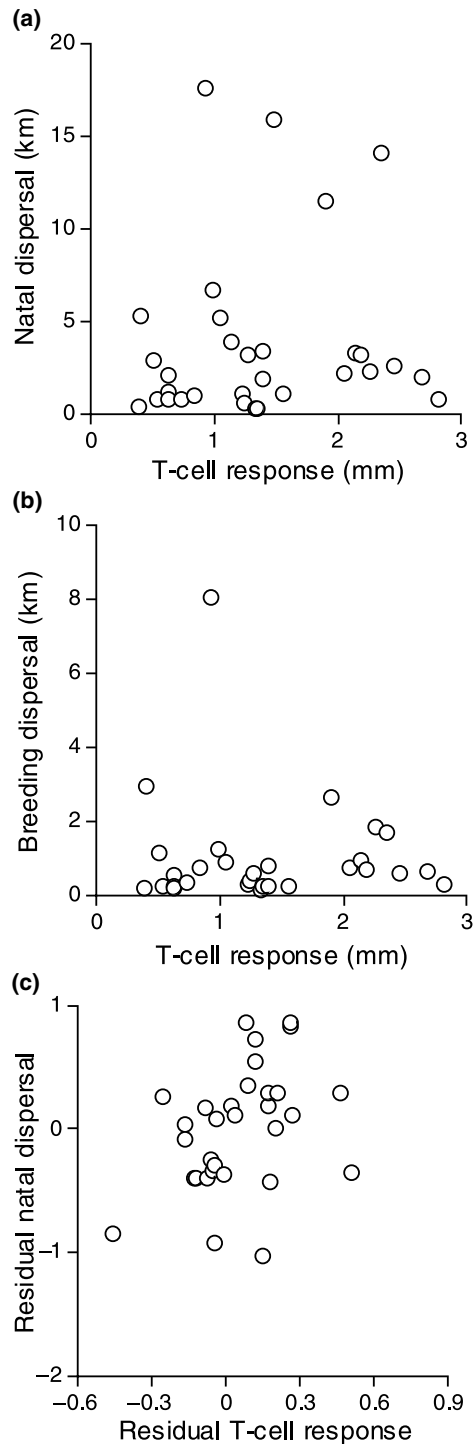 (a)
20
15
10
5
0
Natal dispersal (km)
0 1 2 3
T-cell response (mm)
(b)
10
8
6
4
2
0
Breeding dispersal (km)
0 1 2 3
T-cell response (mm)
(c)
1
0
−1
−2
Residual natal dispersal
−0.6 −0.3 0 0.3 0.6 0.9
Residual T-cell response